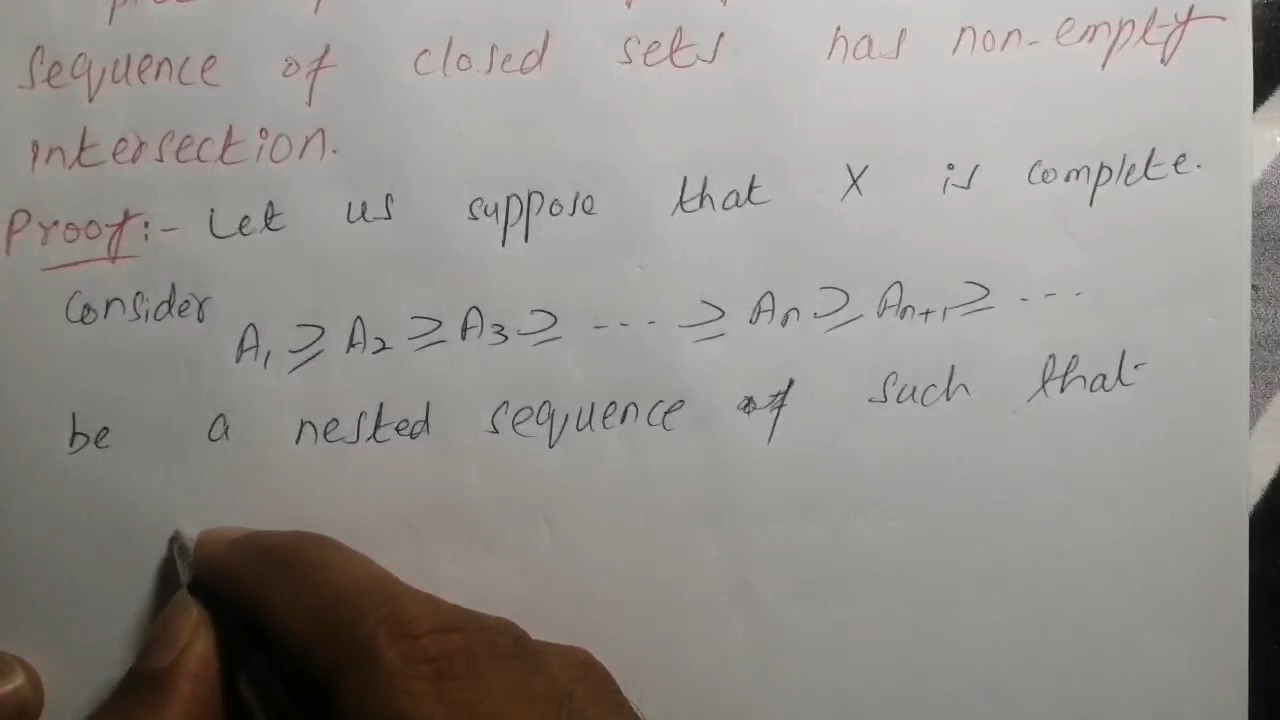 sequence of closed sets has non-empty
intersection.
Proof:- Let us suppose that X is complete.
Consider
A₁ ≥ A₂ ≥ A₃ ≥ --- ≥ Aₙ ≥ Aₙ₊₁ ≥ ---
be a nested sequence of such that